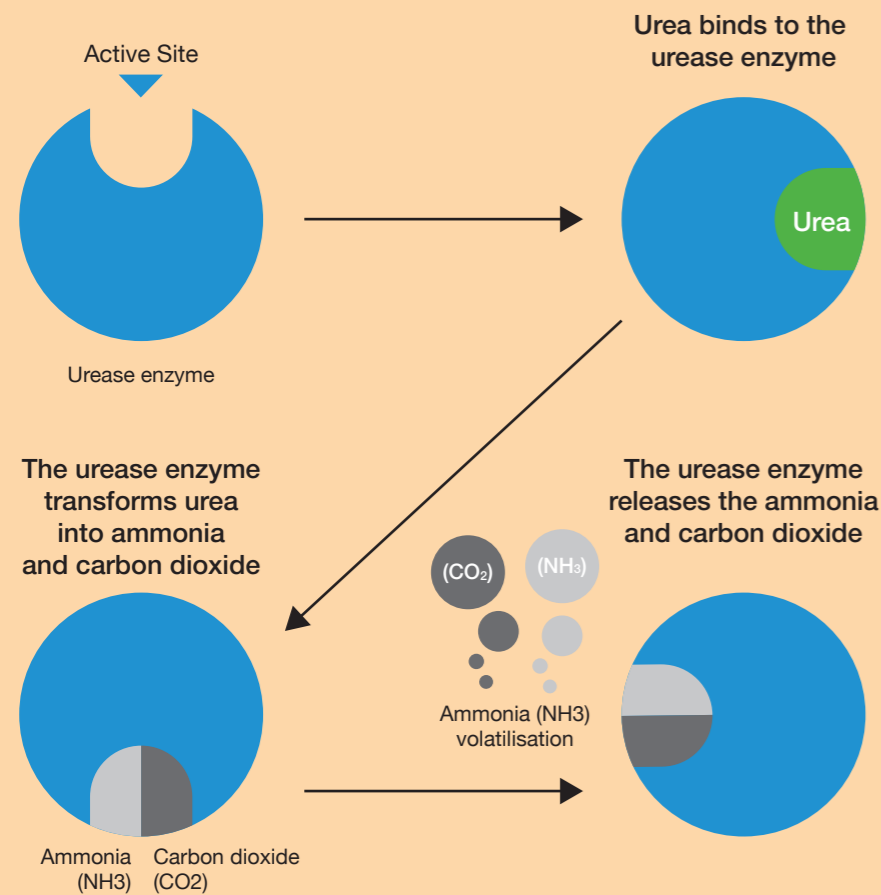 Active Site
Urease enzyme
Urea binds to the
urease enzyme
Urea
The urease enzyme
transforms urea
into ammonia
and carbon dioxide
Ammonia
(NH3)
Carbon dioxide
(CO2)
(CO₂)
(NH₃)
Ammonia (NH3)
volatilisation
The urease enzyme
releases the ammonia
and carbon dioxide